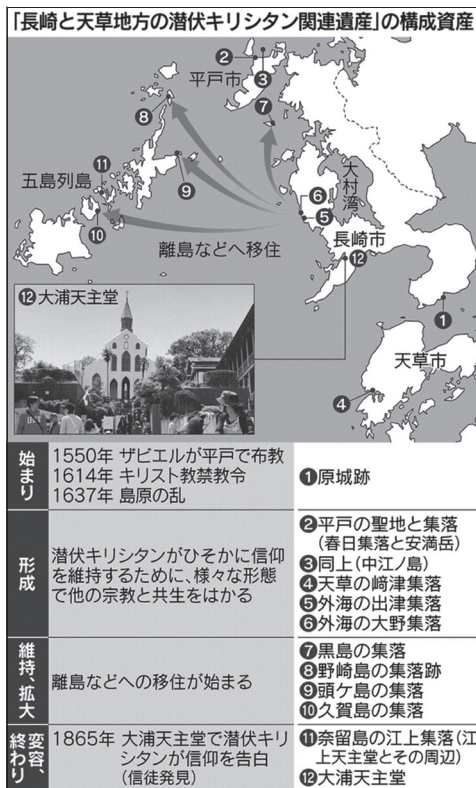 「長崎と天草地方の潜伏キリシタン関連遺産」の構成資産
❷
平戸市
❸
❽
❼
⓫
五島列島
❾
大村湾
❻
❺
長崎市
⓬
❿
離島などへ移住
❶
⓬大浦天主堂
天草市
❹
始まり
1550年 ザビエルが平戸で布教
1614年 キリスト教禁教令
1637年 島原の乱
❶原城跡
形成
潜伏キリシタンがひそかに信仰
を維持するために、様々な形態
で他の宗教と共生をはかる
❷平戸の聖地と集落
(春日集落と安満岳)
❸同上(中江ノ島)
❹天草の﨑津集落
❺外海の出津集落
❻外海の大野集落
維持、拡大
離島などへの移住が始まる
❼黒島の集落
❽野崎島の集落跡
❾頭ケ島の集落
❿久賀島の集落
変容、終わり
1865年 大浦天主堂で潜伏キリ
シタンが信仰を告白
(信徒発見)
⓫奈留島の江上集落(江
上天主堂とその周辺)
⓬大浦天主堂